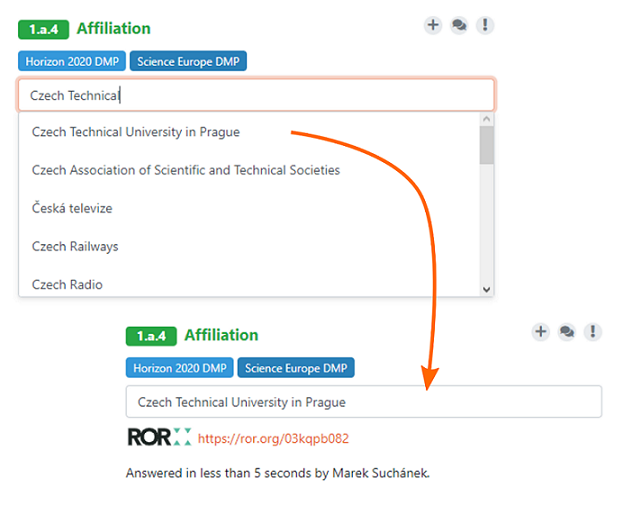 1.a.4 Affiliation
Horizon 2020 DMP Science Europe DMP
Czech Technical
Czech Technical University in Prague
Czech Association of Scientific and Technical Societies
Česká televize
Czech Railways
Czech Radio
1.a.4 Affiliation
Horizon 2020 DMP Science Europe DMP
Czech Technical University in Prague
ROR https://ror.org/03kqpb082
Answered in less than 5 seconds by Marek Suchánek.